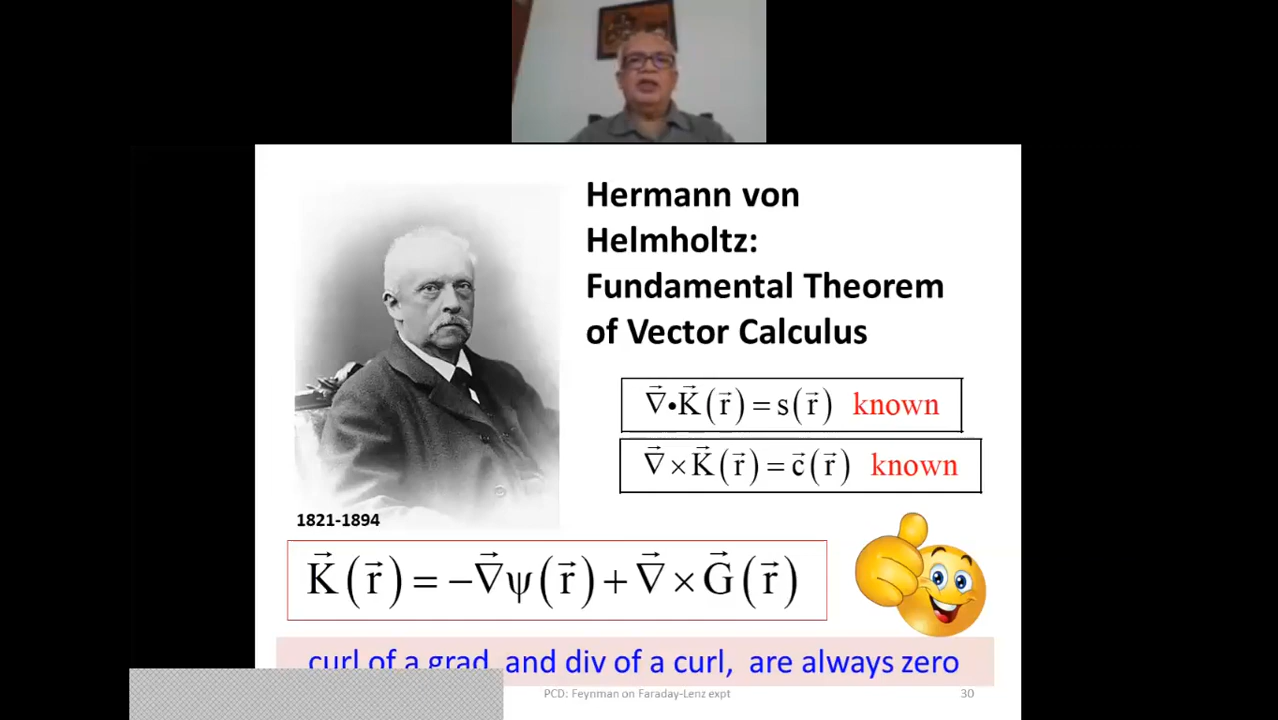 Hermann von
Helmholtz:
Fundamental Theorem
of Vector Calculus
∇⃗•K⃗(r⃗) = s(r⃗) known
∇⃗×K⃗(r⃗) = c⃗(r⃗) known
1821-1894
K⃗(r⃗) = −∇⃗ψ(r⃗) + ∇⃗×G⃗(r⃗)
curl of a grad, and div of a curl, are always zero
PCD: Feynman on Faraday-Lenz expt
30